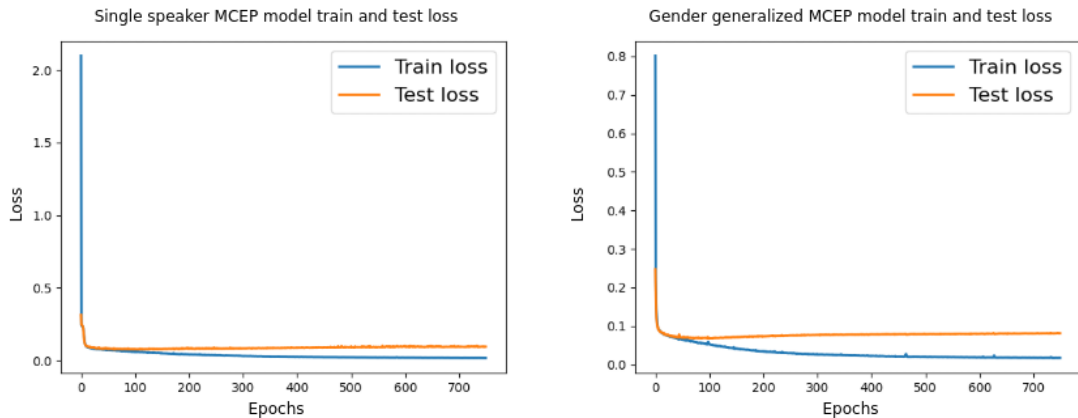 Single speaker MCEP model train and test loss
2.0
1.5
1.0
0.5
0.0
Loss
Train loss
Test loss
0 100 200 300 400 500 600 700
Epochs
Gender generalized MCEP model train and test loss
0.8
0.7
0.6
0.5
0.4
0.3
0.2
0.1
0.0
Loss
Train loss
Test loss
0 100 200 300 400 500 600 700
Epochs